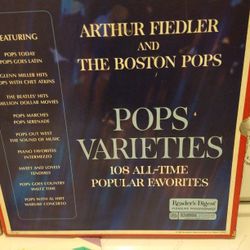 FEATURING
POPS TODAY
POPS GOES LATIN
GLENN MILLER HITS
POPS WITH CHET ATKINS
THE BEATLES' HITS
MILLION DOLLAR MOVIES
POPS MARCHES
POPS SERENADE
POPS OUT WEST
THE SOUND OF MUSIC
PIANO FAVORITES
INTERMEZZO
SWEET AND LOVELY
TENDERLY
POPS GOES COUNTRY
WALTZ TIME
POPS WITH AL HIRT
WARSAW CONCERTO
ARTHUR FIEDLER
AND
THE BOSTON POPS
POPS
VARIETIES
108 ALL-TIME
POPULAR FAVORITES
Reader's Digest